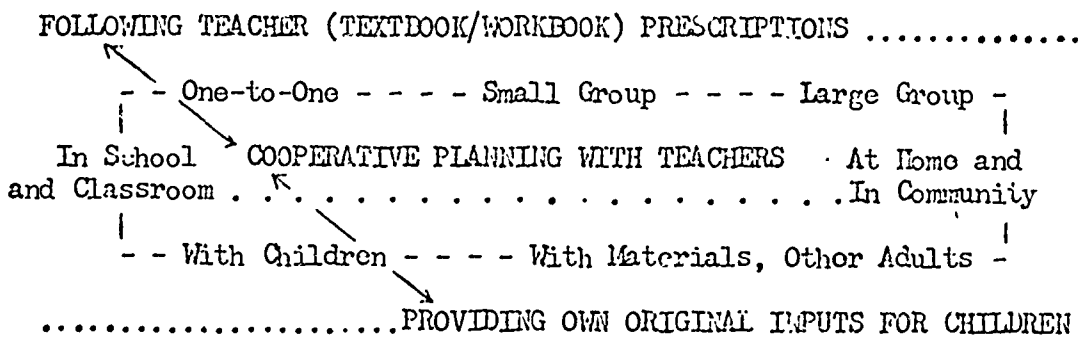 FOLLOWING TEACHER (TEXTBOOK/WORKBOOK) PRESCRIPTIONS ..............
- - One-to-One - - - - Small Group - - - - Large Group -
In School COOPERATIVE PLANNING WITH TEACHERS At Home and
and Classroom . . . . . . . . . . . . . . . . . . In Community
- - With Children - - - - With Materials, Other Adults -
.......................PROVIDING OWN ORIGINAL INPUTS FOR CHILDREN